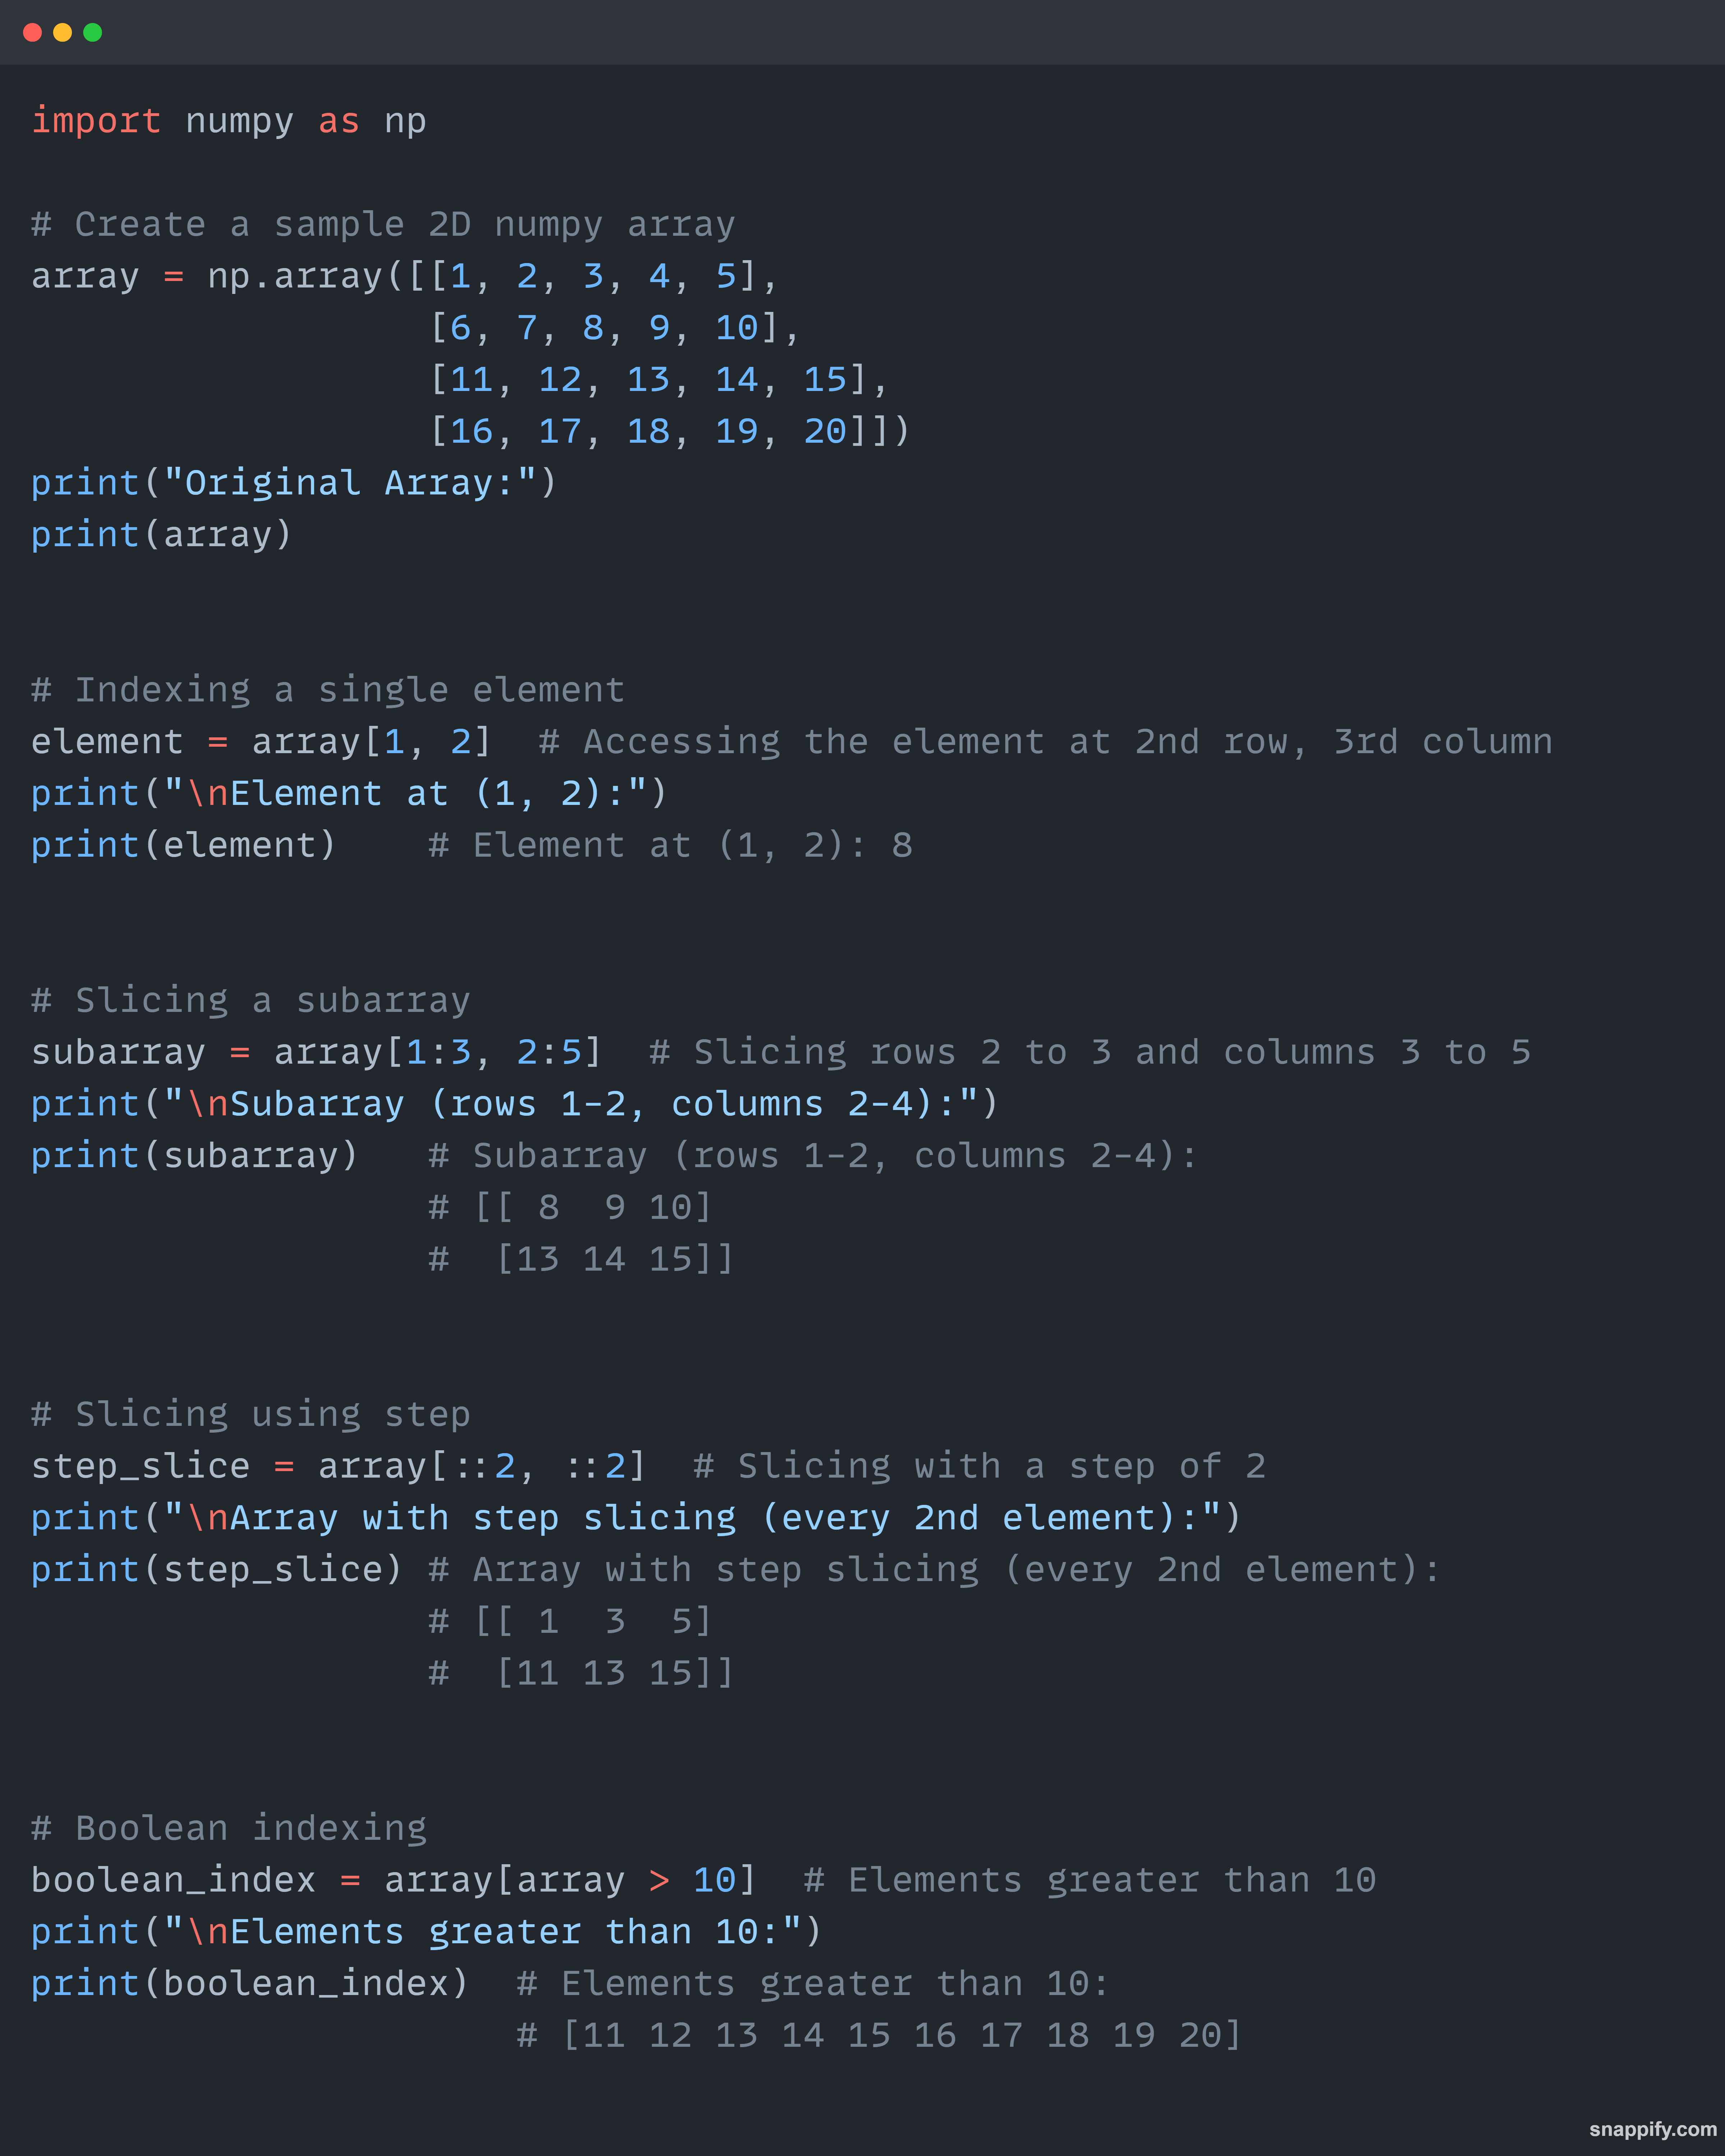 import numpy as np
# Create a sample 2D numpy array
array = np.array([[1, 2, 3, 4, 5],
                  [6, 7, 8, 9, 10],
                  [11, 12, 13, 14, 15],
                  [16, 17, 18, 19, 20]])
print("Original Array:")
print(array)
# Indexing a single element
element = array[1, 2]  # Accessing the element at 2nd row, 3rd column
print("\nElement at (1, 2):")
print(element)    # Element at (1, 2): 8
# Slicing a subarray
subarray = array[1:3, 2:5]  # Slicing rows 2 to 3 and columns 3 to 5
print("\nSubarray (rows 1-2, columns 2-4):")
print(subarray)   # Subarray (rows 1-2, columns 2-4):
                  # [[ 8  9 10]
                  #  [13 14 15]]
# Slicing using step
step_slice = array[::2, ::2]  # Slicing with a step of 2
print("\nArray with step slicing (every 2nd element):")
print(step_slice) # Array with step slicing (every 2nd element):
                  # [[ 1  3  5]
                  #  [11 13 15]]
# Boolean indexing
boolean_index = array[array > 10]  # Elements greater than 10
print("\nElements greater than 10:")
print(boolean_index)  # Elements greater than 10:
                      # [11 12 13 14 15 16 17 18 19 20]
snappify.com